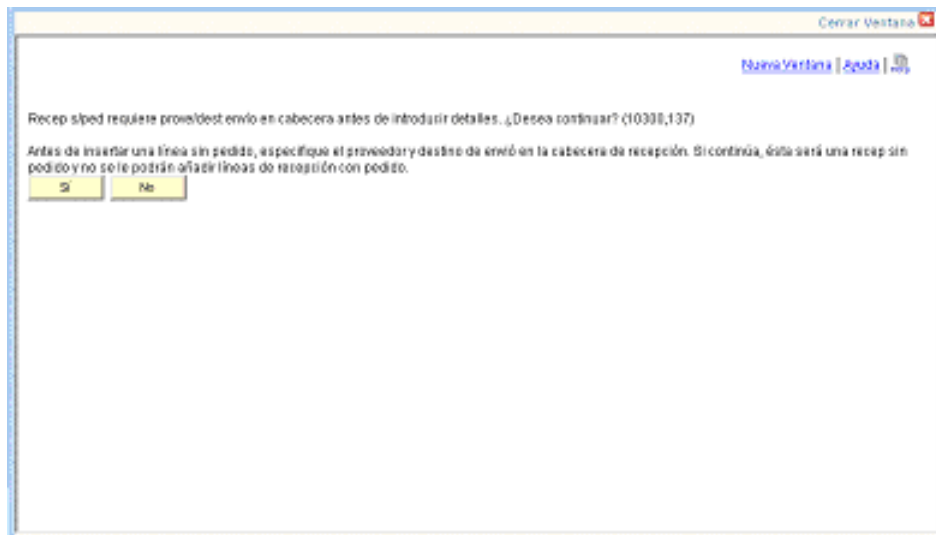 Cerrar Ventana
Nueva Ventana | Ayuda |
Recep s/ped requiere prove/dest envío en cabecera antes de introducir detalles. ¿Desea continuar? (10300,137)
Antes de insertar una línea sin pedido, especifique el proveedor y destino de envió en la cabecera de recepción. Si continúa, ésta será una recep sin
pedido y no se le podrán añadir líneas de recepción con pedido.
Sí No